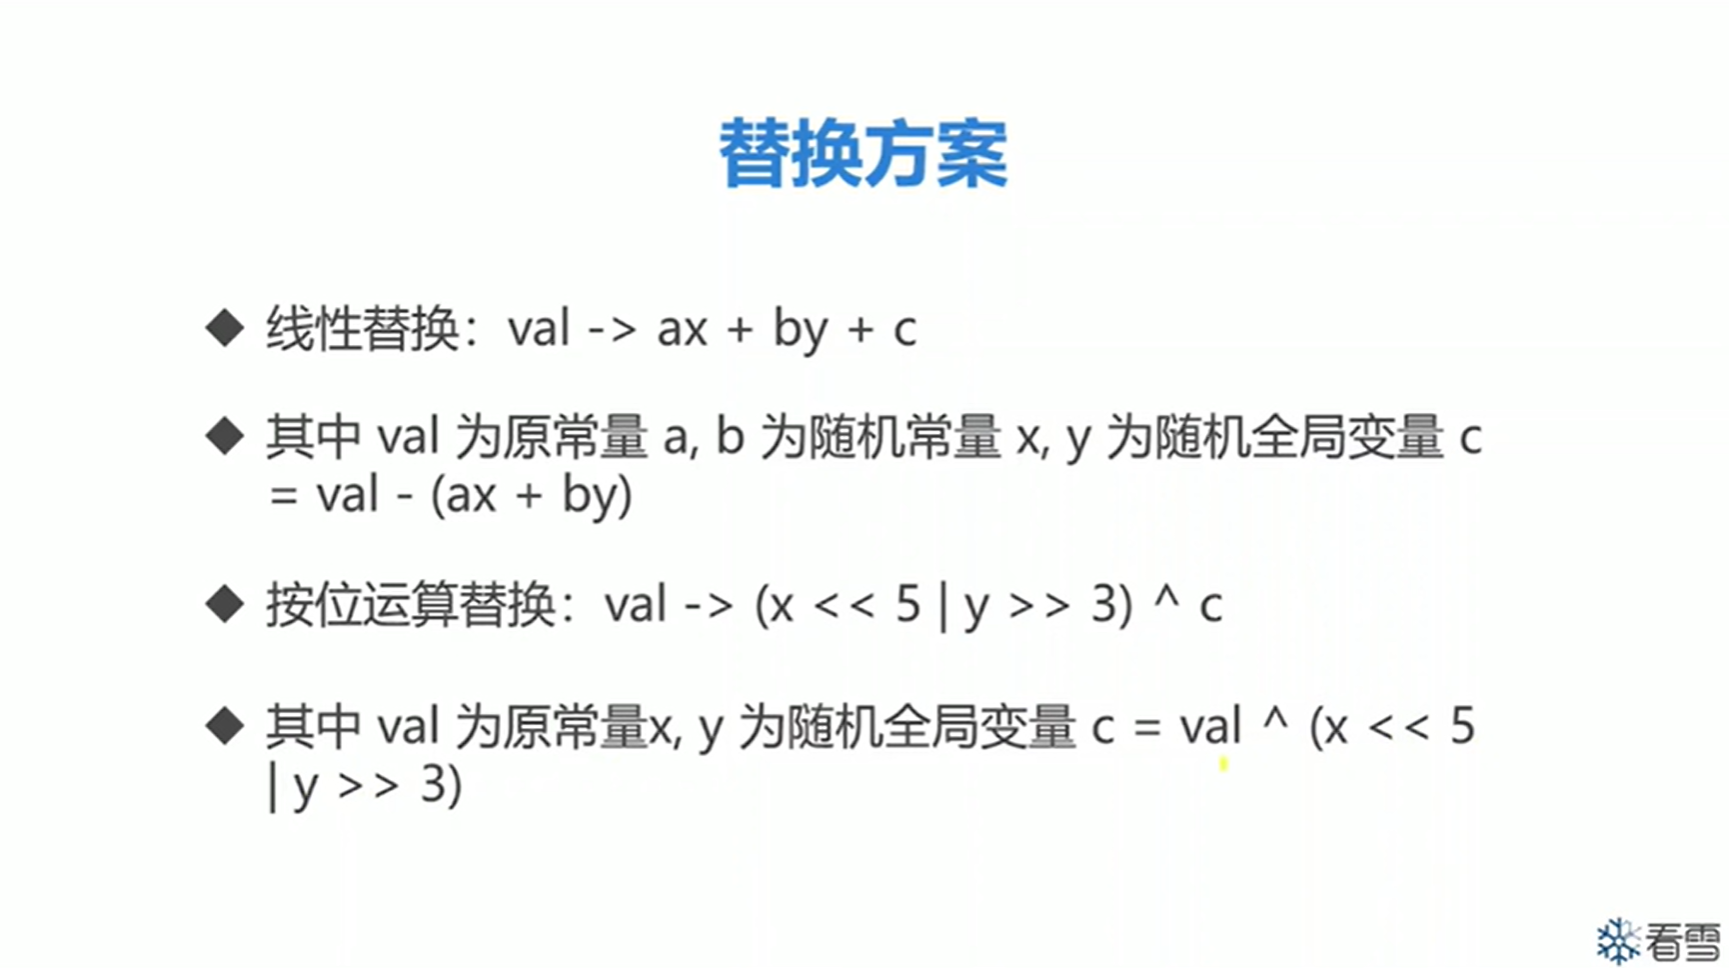 替换方案
线性替换：val -> ax + by + c
其中 val 为原常量 a, b 为随机常量 x, y 为随机全局变量 c
= val - (ax + by)
按位运算替换：val -> (x << 5 | y >> 3) ^ c
其中 val 为原常量x, y 为随机全局变量 c = val ^ (x << 5
| y >> 3)
看雪